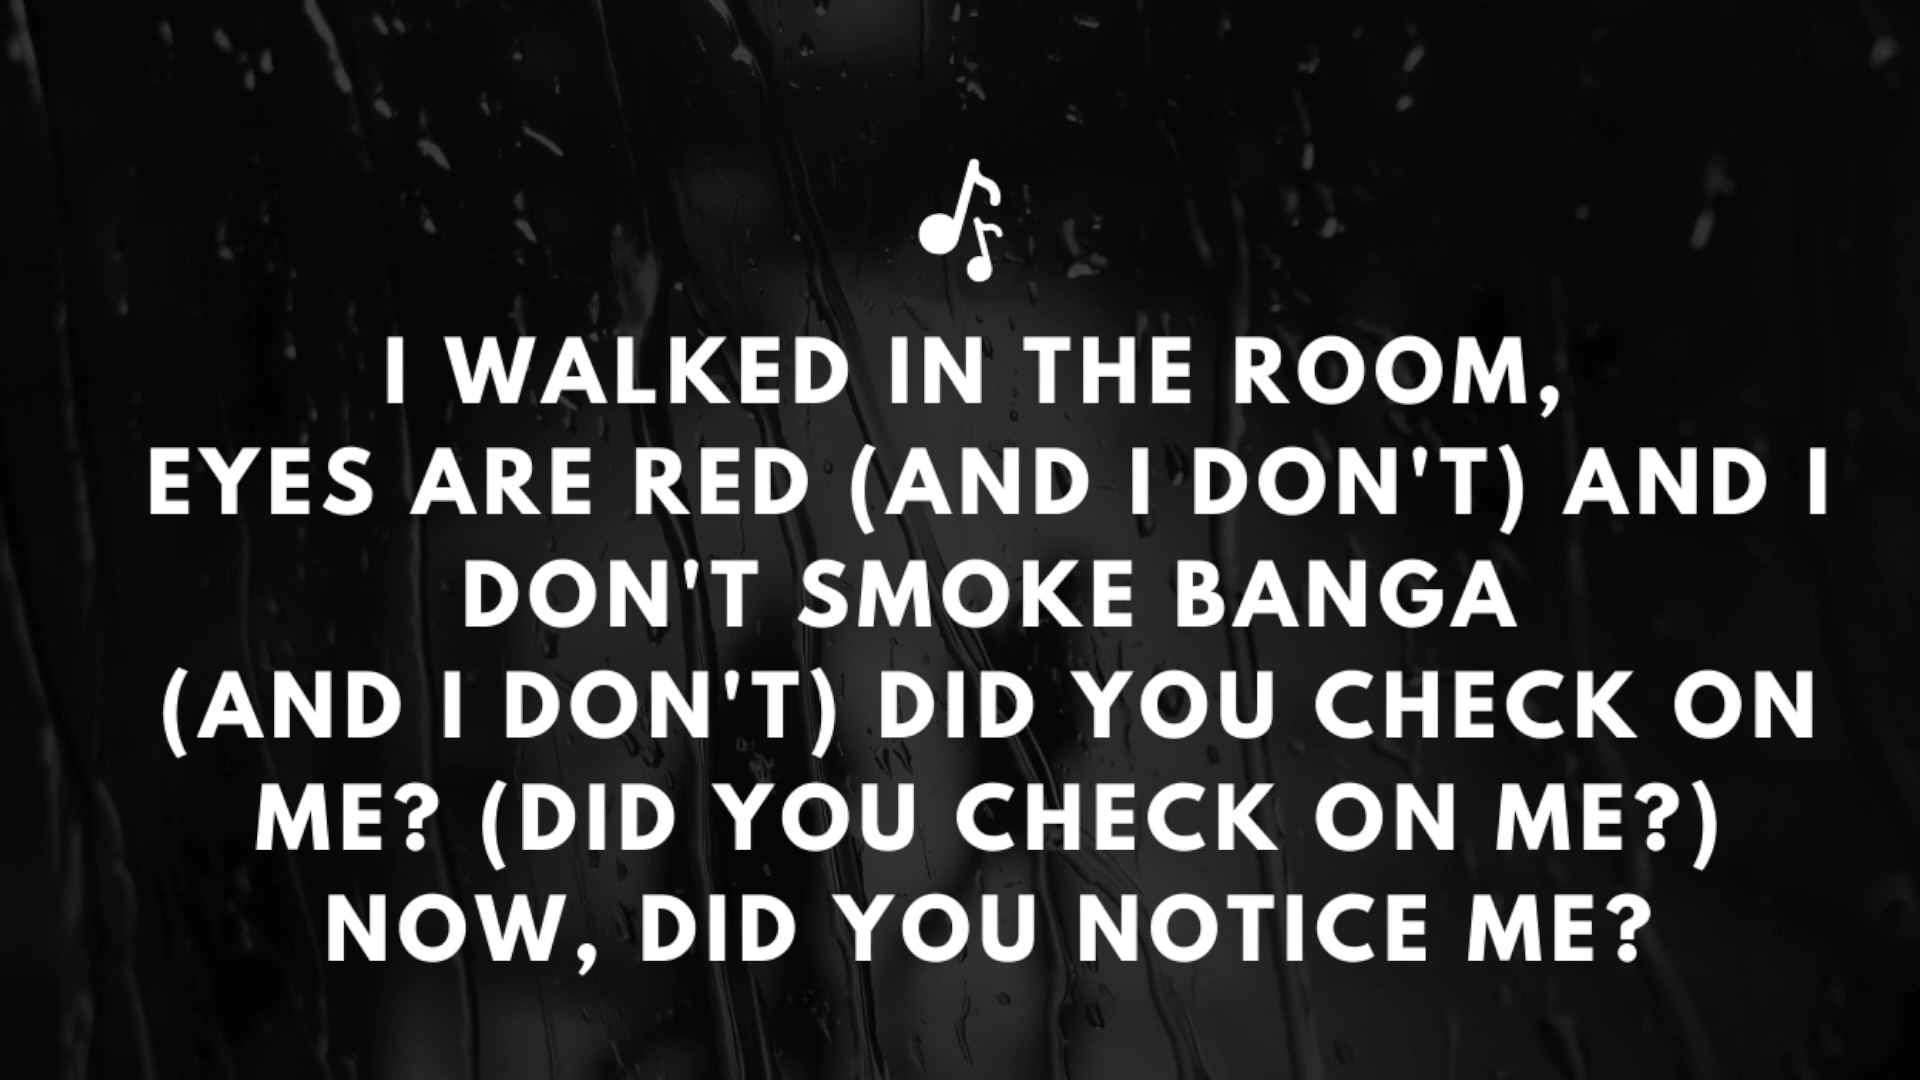 I WALKED IN THE ROOM,
EYES ARE RED (AND I DON'T) AND I
DON'T SMOKE BANGA
(AND I DON'T) DID YOU CHECK ON
ME? (DID YOU CHECK ON ME?)
NOW, DID YOU NOTICE ME?